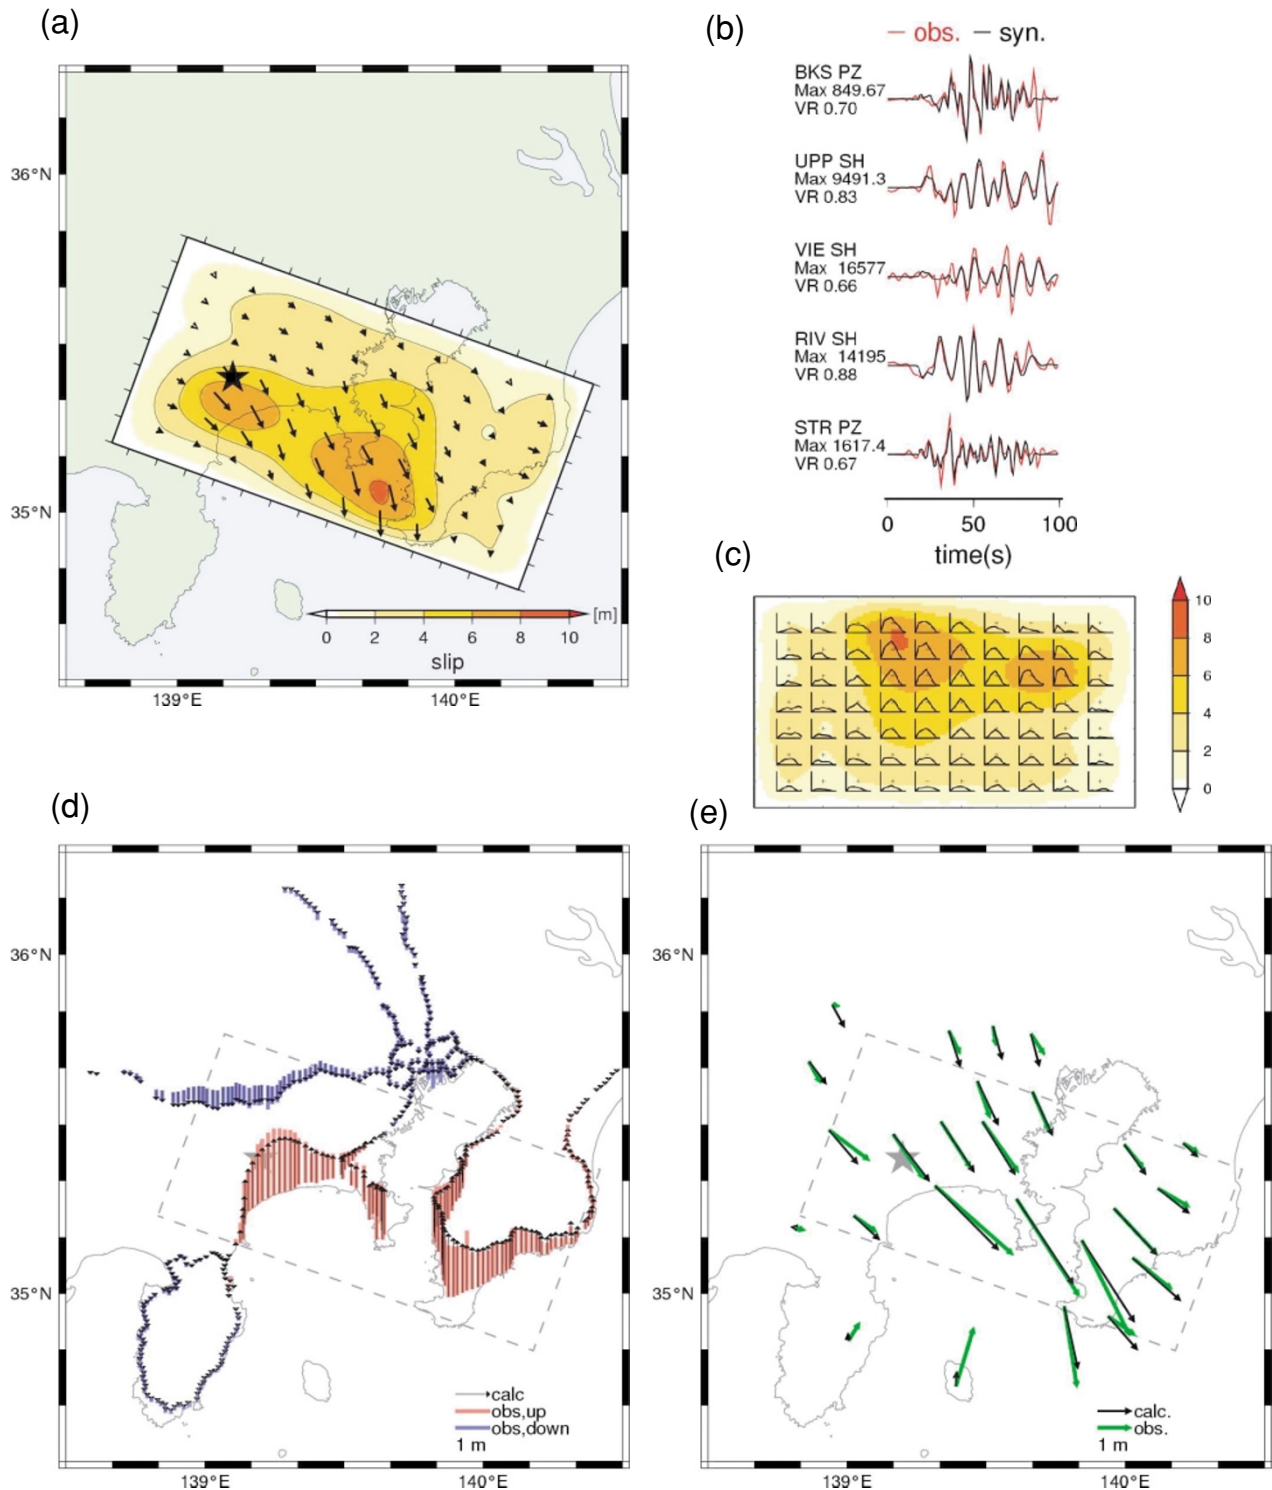 (a)
36°N
35°N
139°E
140°E
0 2 4 6 8 10 [m]
slip
(b)
obs. syn.
BKS PZ
Max 849.67
VR 0.70
UPP SH
Max 9491.3
VR 0.83
VIE SH
Max 16577
VR 0.66
RIV SH
Max 14195
VR 0.88
STR PZ
Max 1617.4
VR 0.67
0 50 100
time(s)
(c)
10
8
6
4
2
0
(d)
36°N
35°N
calc
obs,up
obs,down
1 m
139°E 140°E
(e)
36°N
35°N
calc.
obs.
1 m
139°E 140°E